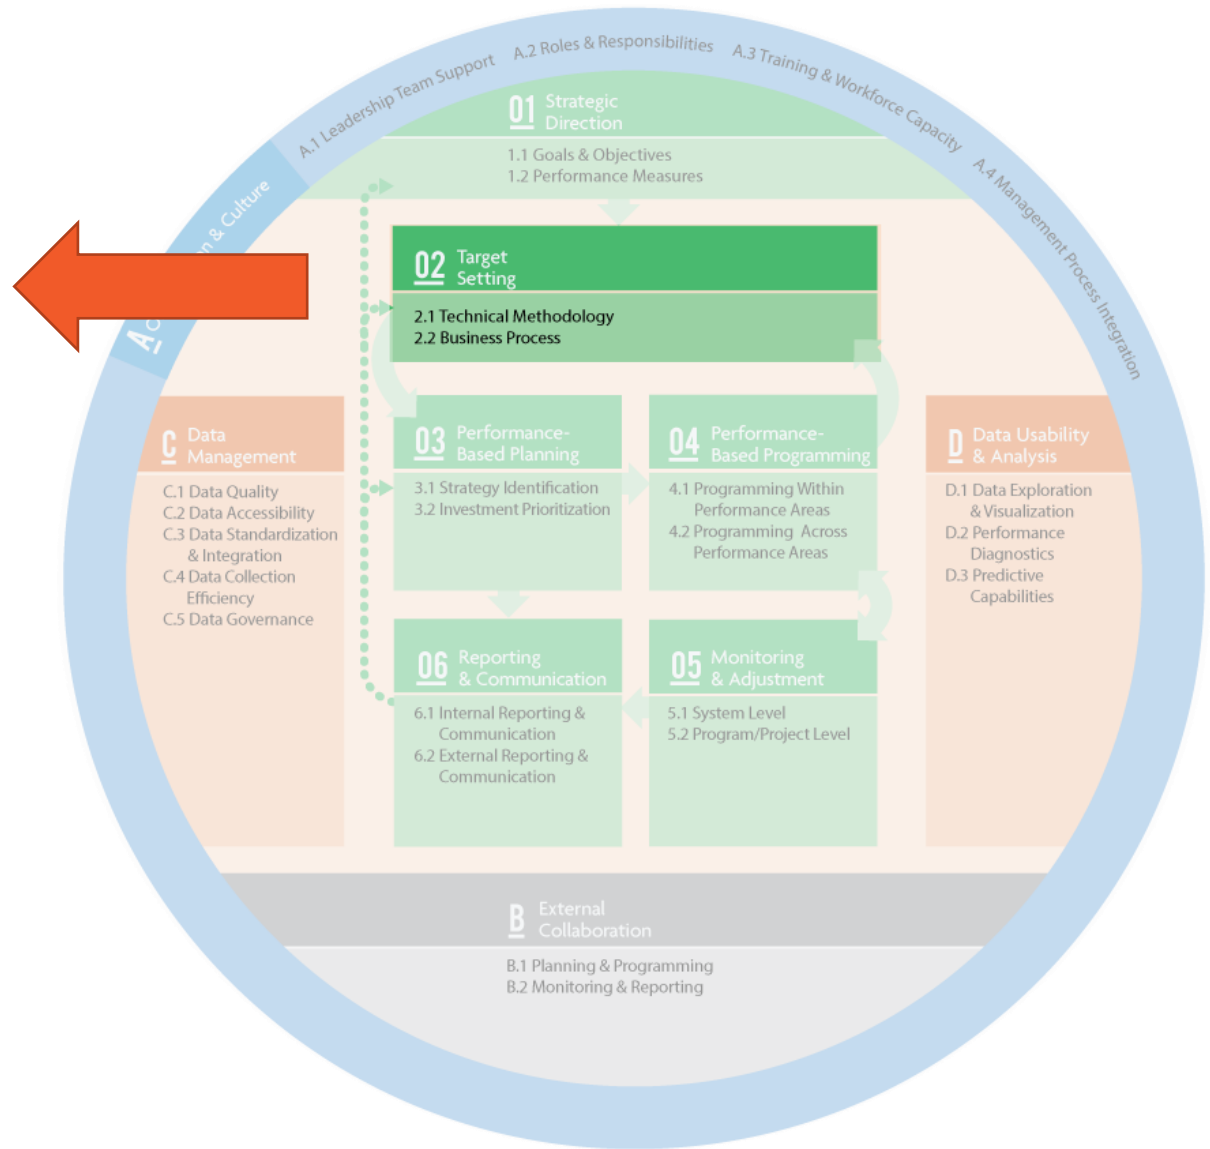 A.1 Leadership Team Support
A.2 Roles & Responsibilities
A.3 Training & Workforce Capacity
A.4 Management Process Integration
A
& Culture
01 Strategic
Direction
1.1 Goals & Objectives
1.2 Performance Measures
02 Target
Setting
2.1 Technical Methodology
2.2 Business Process
C Data
Management
C.1 Data Quality
C.2 Data Accessibility
C.3 Data Standardization
& Integration
C.4 Data Collection
Efficiency
C.5 Data Governance
03 Performance-
Based Planning
3.1 Strategy Identification
3.2 Investment Prioritization
04 Performance-
Based Programming
4.1 Programming Within
Performance Areas
4.2 Programming Across
Performance Areas
D Data Usability
& Analysis
D.1 Data Exploration
& Visualization
D.2 Performance
Diagnostics
D.3 Predictive
Capabilities
06 Reporting
& Communication
6.1 Internal Reporting &
Communication
6.2 External Reporting &
Communication
05 Monitoring
& Adjustment
5.1 System Level
5.2 Program/Project Level
B External
Collaboration
B.1 Planning & Programming
B.2 Monitoring & Reporting